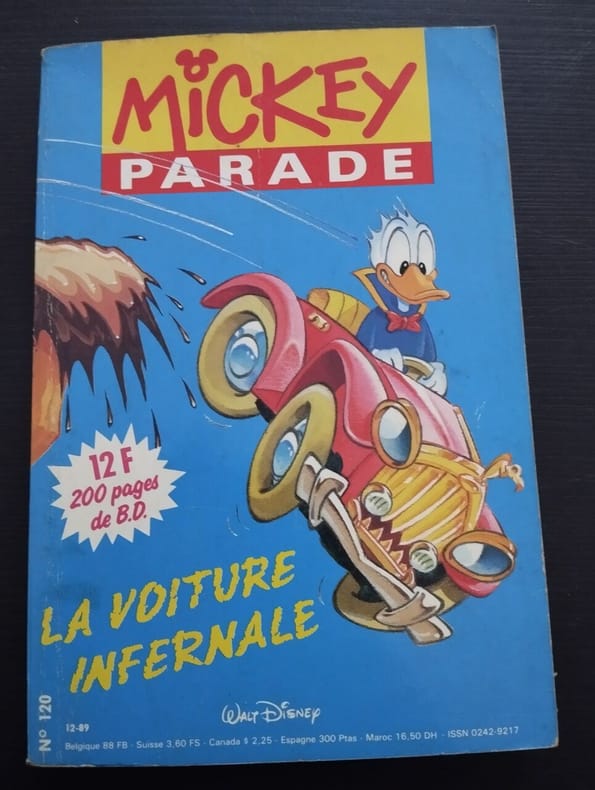 MICKEY
PARADE
12 F
200 pages
de B.D.
LA VOITURE
INFERNALE
N° 120
WALT DISNEY
12-89
Belgique 88 FB - Suisse 3,60 FS - Canada $ 2,25 - Espagne 300 Ptas - Maroc 16,50 DH - ISSN 0242-9217